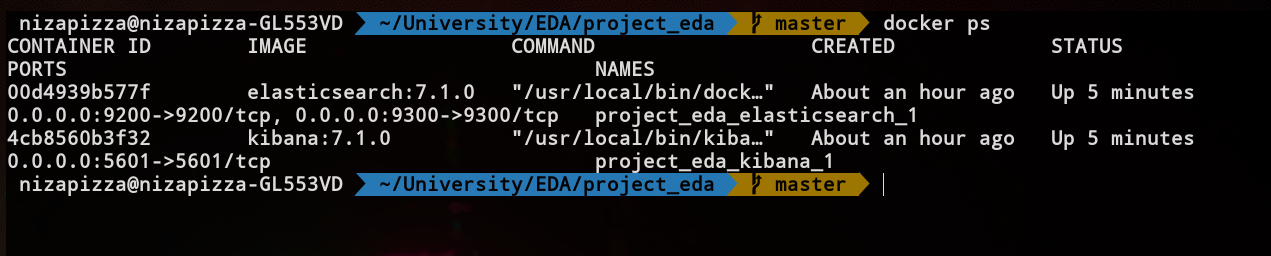 nizapizza@nizapizza-GL553VD ~/University/EDA/project_eda master docker ps
CONTAINER ID        IMAGE                 COMMAND                  CREATED             STATUS
PORTS                                            NAMES
00d4939b577f        elasticsearch:7.1.0   "/usr/local/bin/dock…"   About an hour ago   Up 5 minutes
0.0.0.0:9200->9200/tcp, 0.0.0.0:9300->9300/tcp   project_eda_elasticsearch_1
4cb8560b3f32        kibana:7.1.0          "/usr/local/bin/kiba…"   About an hour ago   Up 5 minutes
0.0.0.0:5601->5601/tcp                           project_eda_kibana_1
nizapizza@nizapizza-GL553VD ~/University/EDA/project_eda master